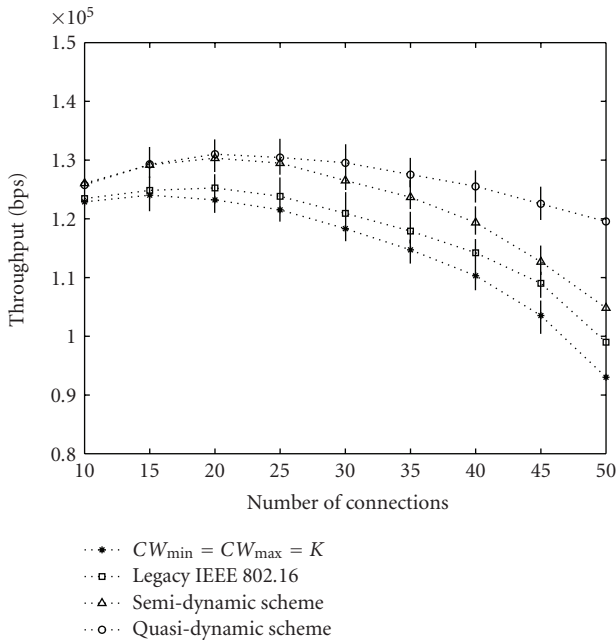 ×10⁵
1.5
1.4
1.3
1.2
1.1
1
0.9
0.8
Throughput (bps)
10 15 20 25 30 35 40 45 50
Number of connections
CWmin = CWmax = K
Legacy IEEE 802.16
Semi-dynamic scheme
Quasi-dynamic scheme